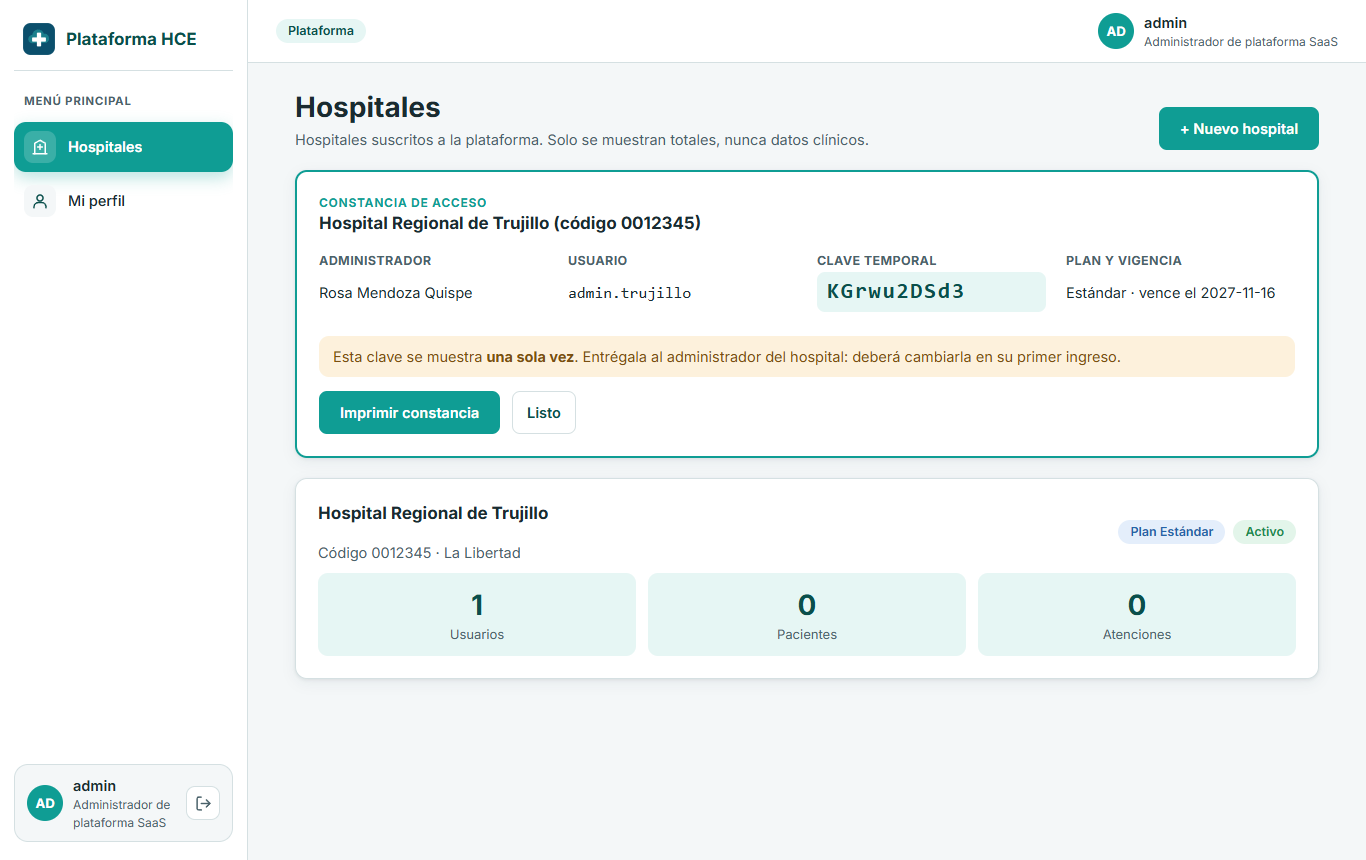 Plataforma HCE
MENÚ PRINCIPAL
Hospitales
Mi perfil
AD
admin
Administrador de
plataforma SaaS
Plataforma
AD
admin
Administrador de plataforma SaaS
Hospitales
Hospitales suscritos a la plataforma. Solo se muestran totales, nunca datos clínicos.
+ Nuevo hospital
CONSTANCIA DE ACCESO
Hospital Regional de Trujillo (código 0012345)
ADMINISTRADOR
Rosa Mendoza Quispe
USUARIO
admin.trujillo
CLAVE TEMPORAL
KGrwu2DSd3
PLAN Y VIGENCIA
Estándar · vence el 2027-11-16
Esta clave se muestra una sola vez. Entrégala al administrador del hospital: deberá cambiarla en su primer ingreso.
Imprimir constancia
Listo
Hospital Regional de Trujillo
Código 0012345 · La Libertad
Plan Estándar
Activo
1
Usuarios
0
Pacientes
0
Atenciones